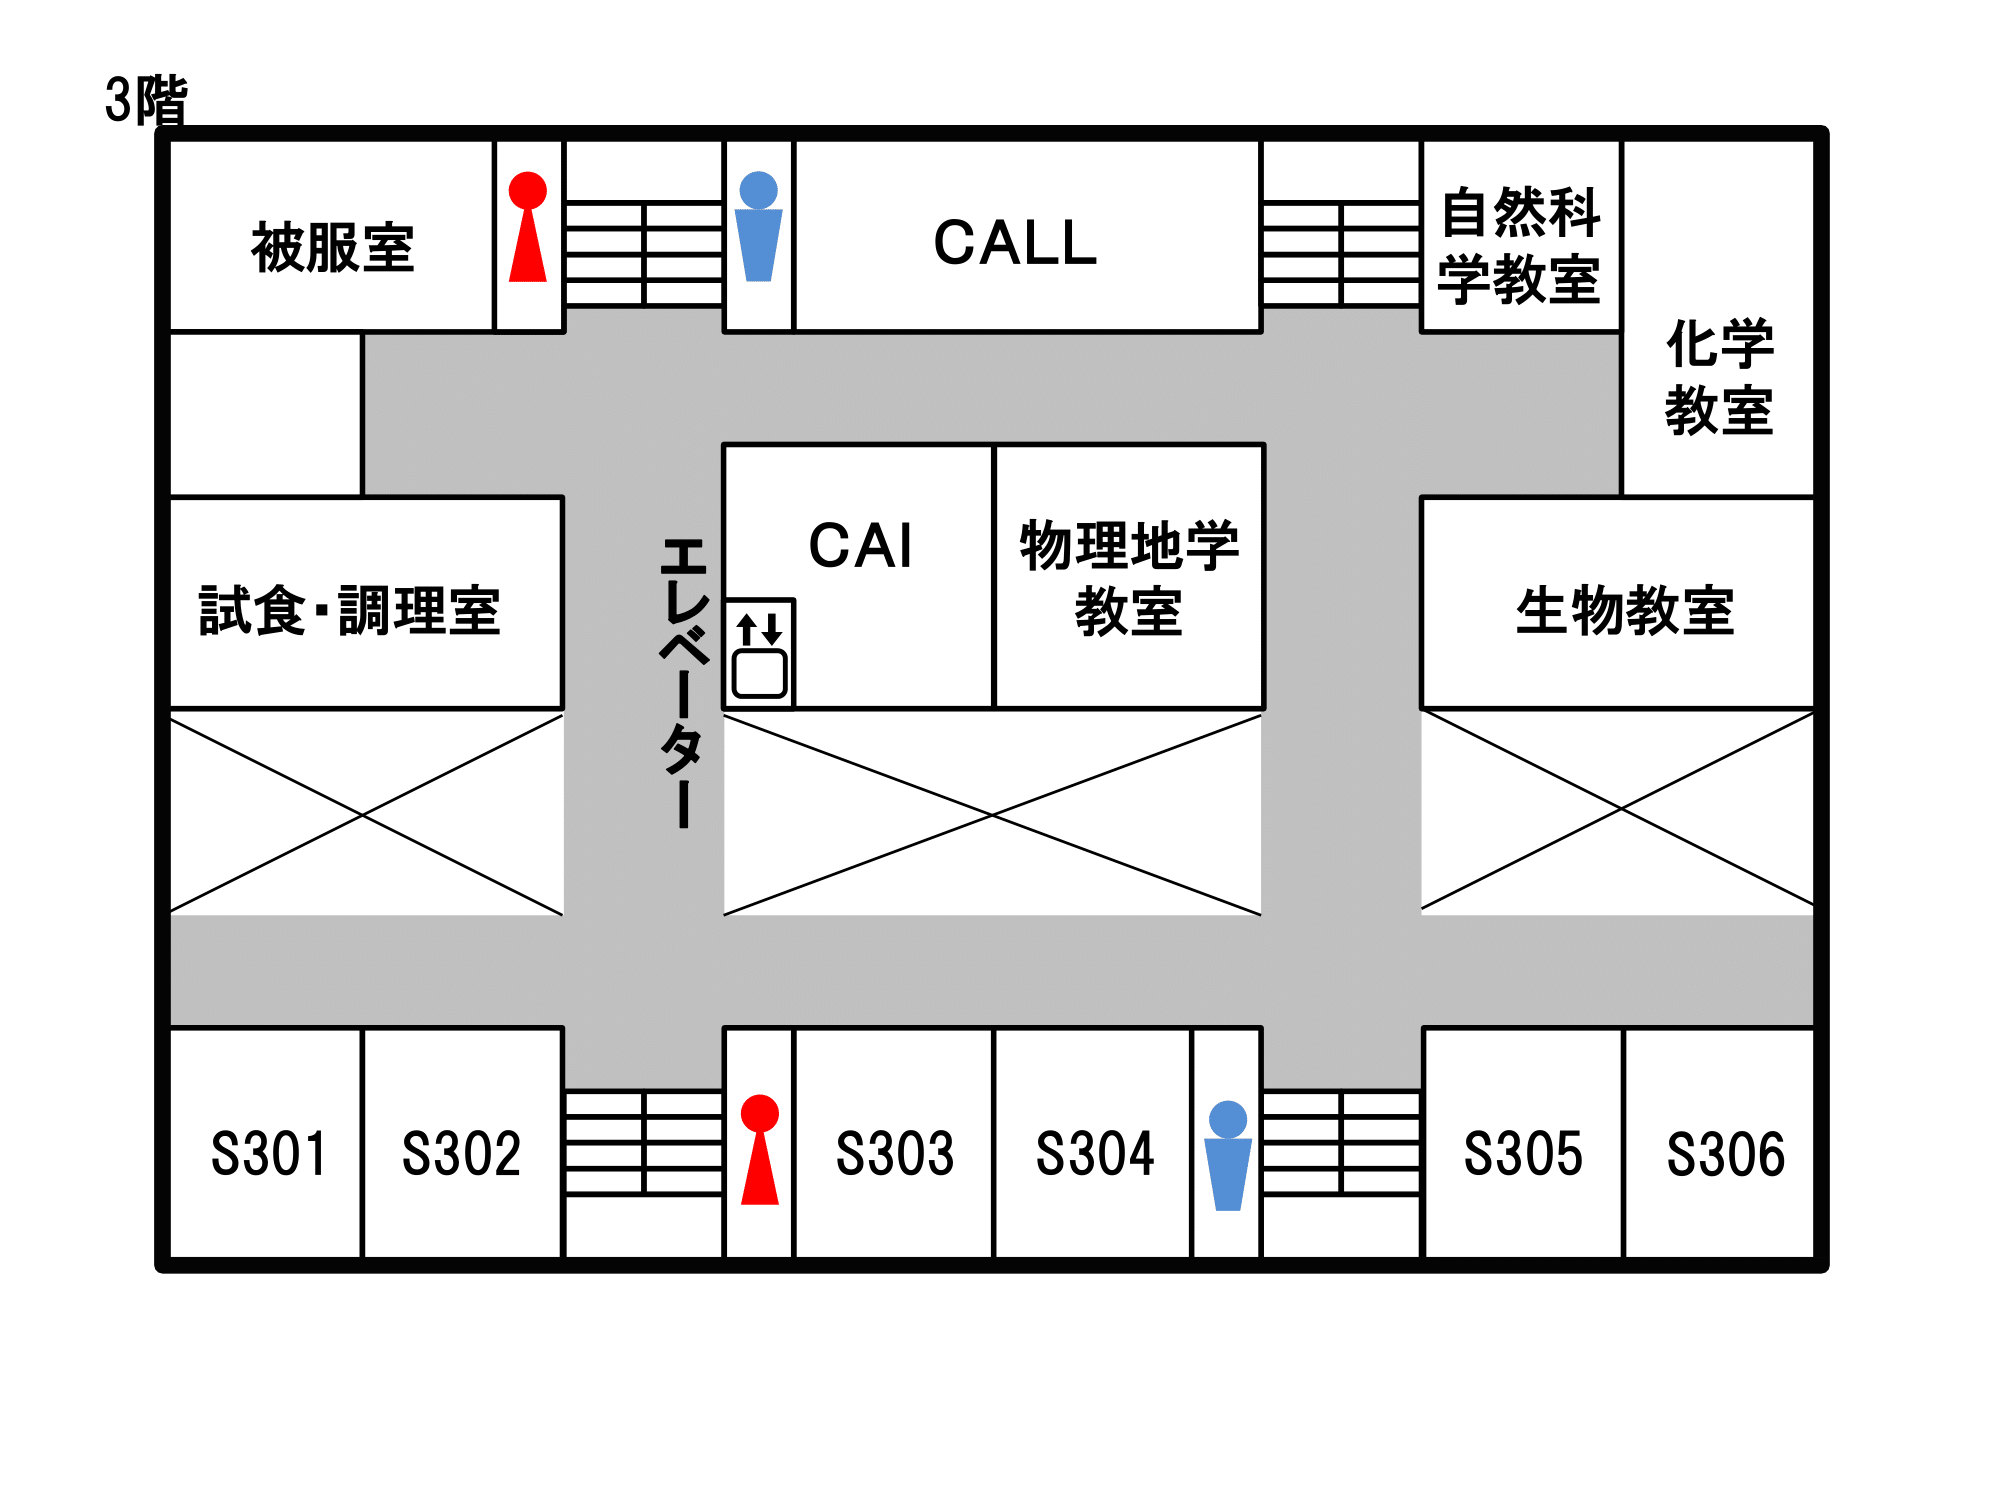 3階
被服室
CALL
自然科
学教室
化学
教室
CAI
物理地学
教室
エレベーター
試食・調理室
生物教室
S301
S302
S303
S304
S305
S306